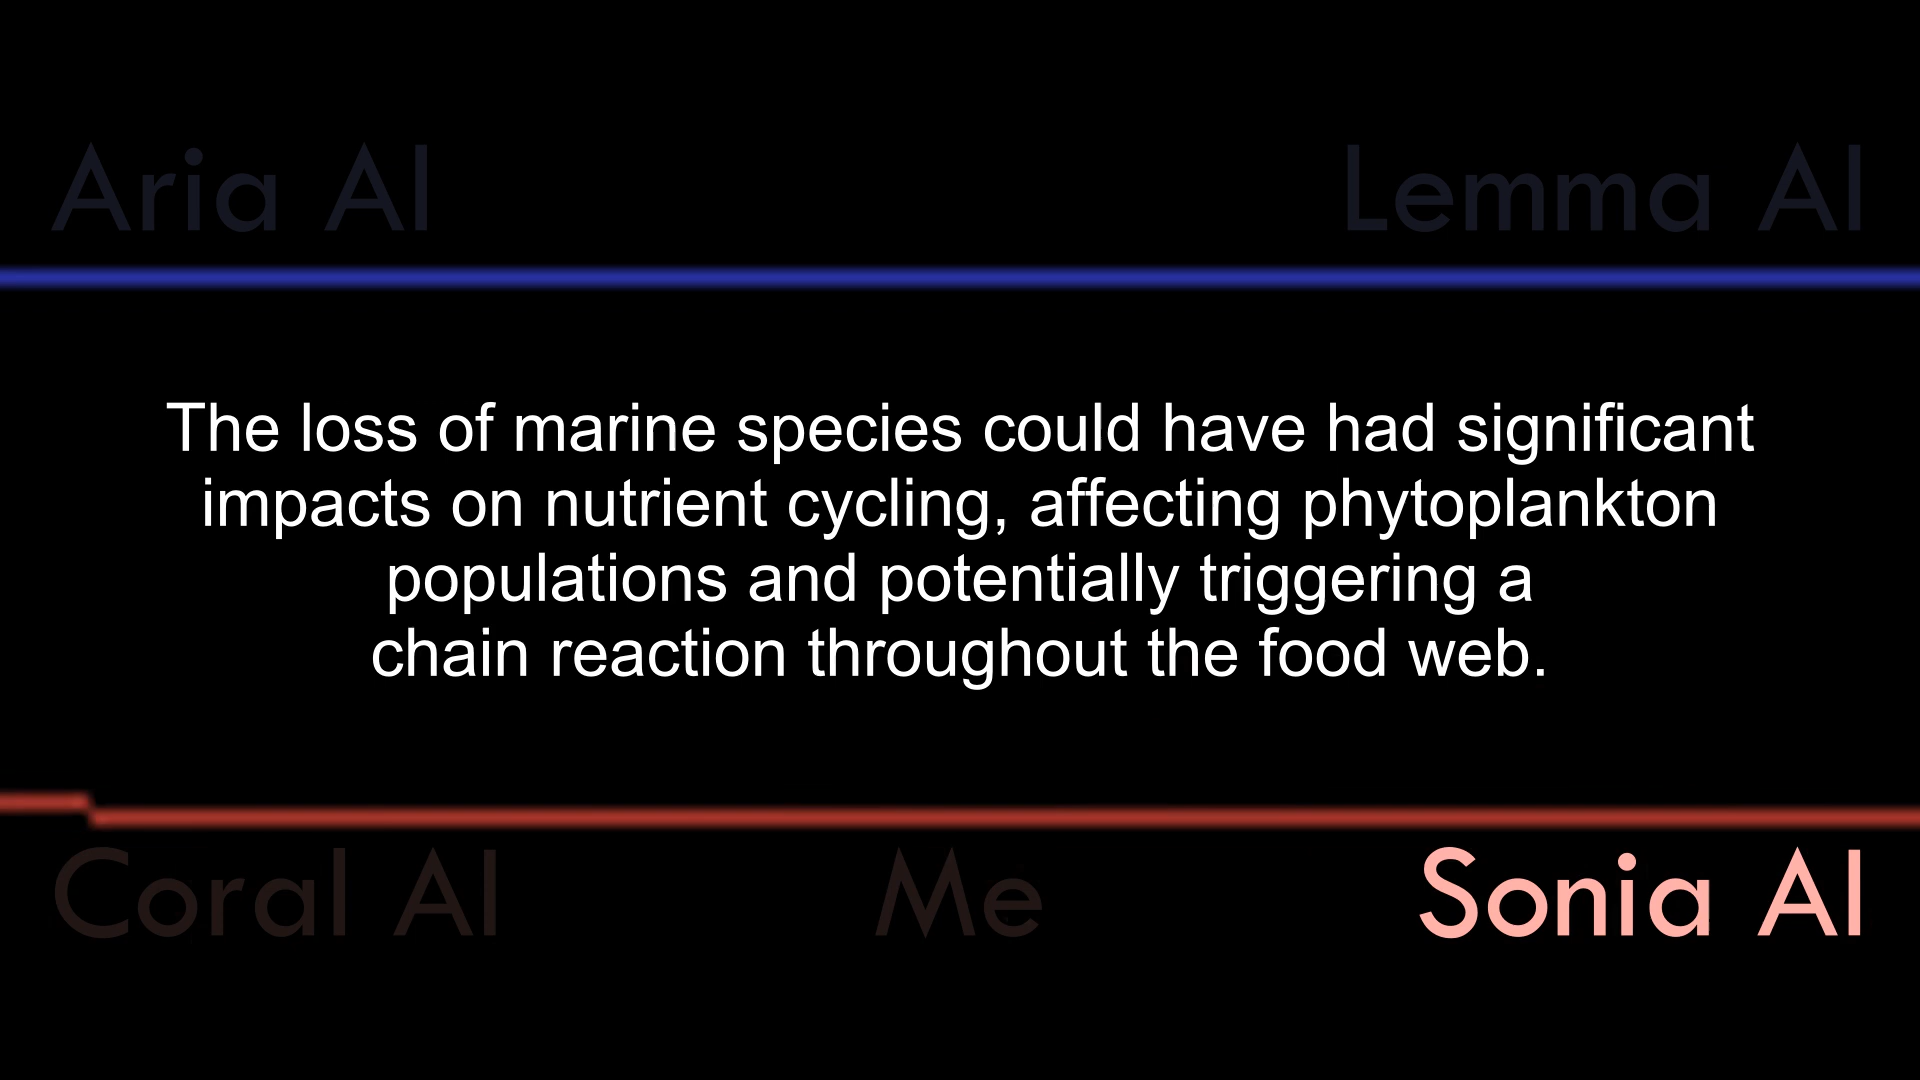 Aria AI
Lemma AI
The loss of marine species could have had significant
impacts on nutrient cycling, affecting phytoplankton
populations and potentially triggering a
chain reaction throughout the food web.
Coral AI
Me
Sonia AI